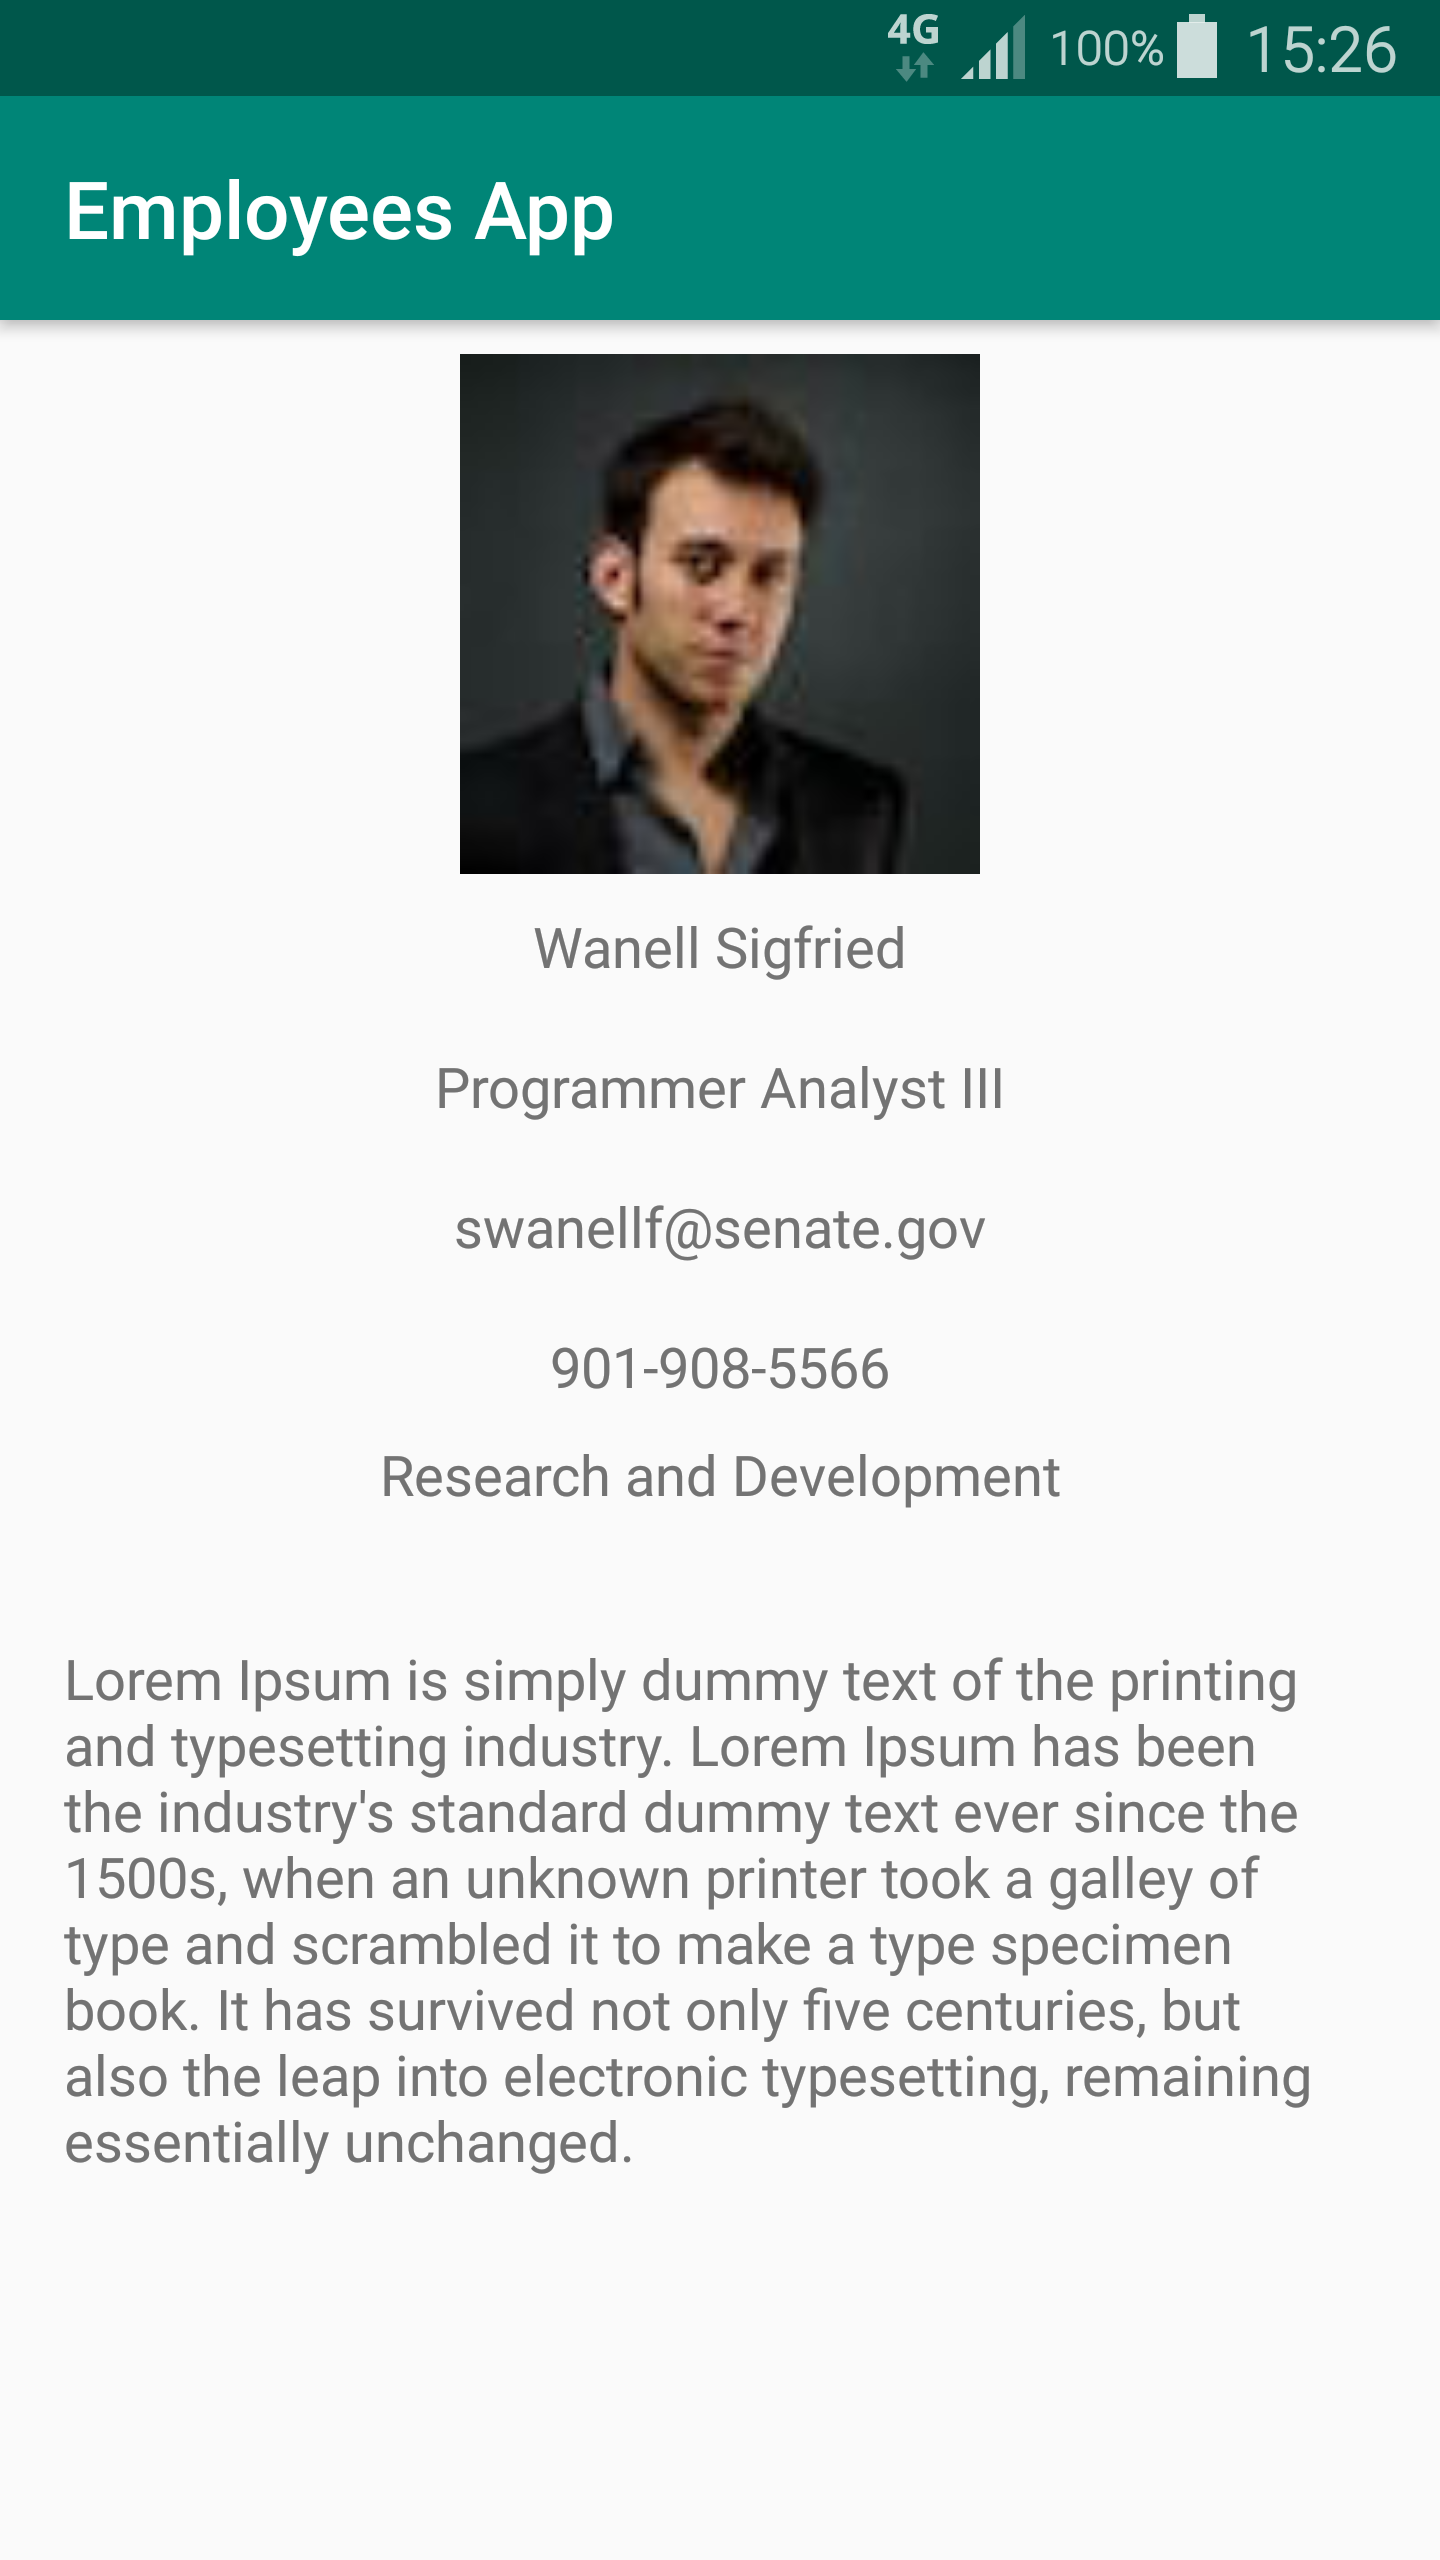 4G 100% 15:26
Employees App
Wanell Sigfried
Programmer Analyst III
swanellf@senate.gov
901-908-5566
Research and Development
Lorem Ipsum is simply dummy text of the printing
and typesetting industry. Lorem Ipsum has been
the industry's standard dummy text ever since the
1500s, when an unknown printer took a galley of
type and scrambled it to make a type specimen
book. It has survived not only five centuries, but
also the leap into electronic typesetting, remaining
essentially unchanged.